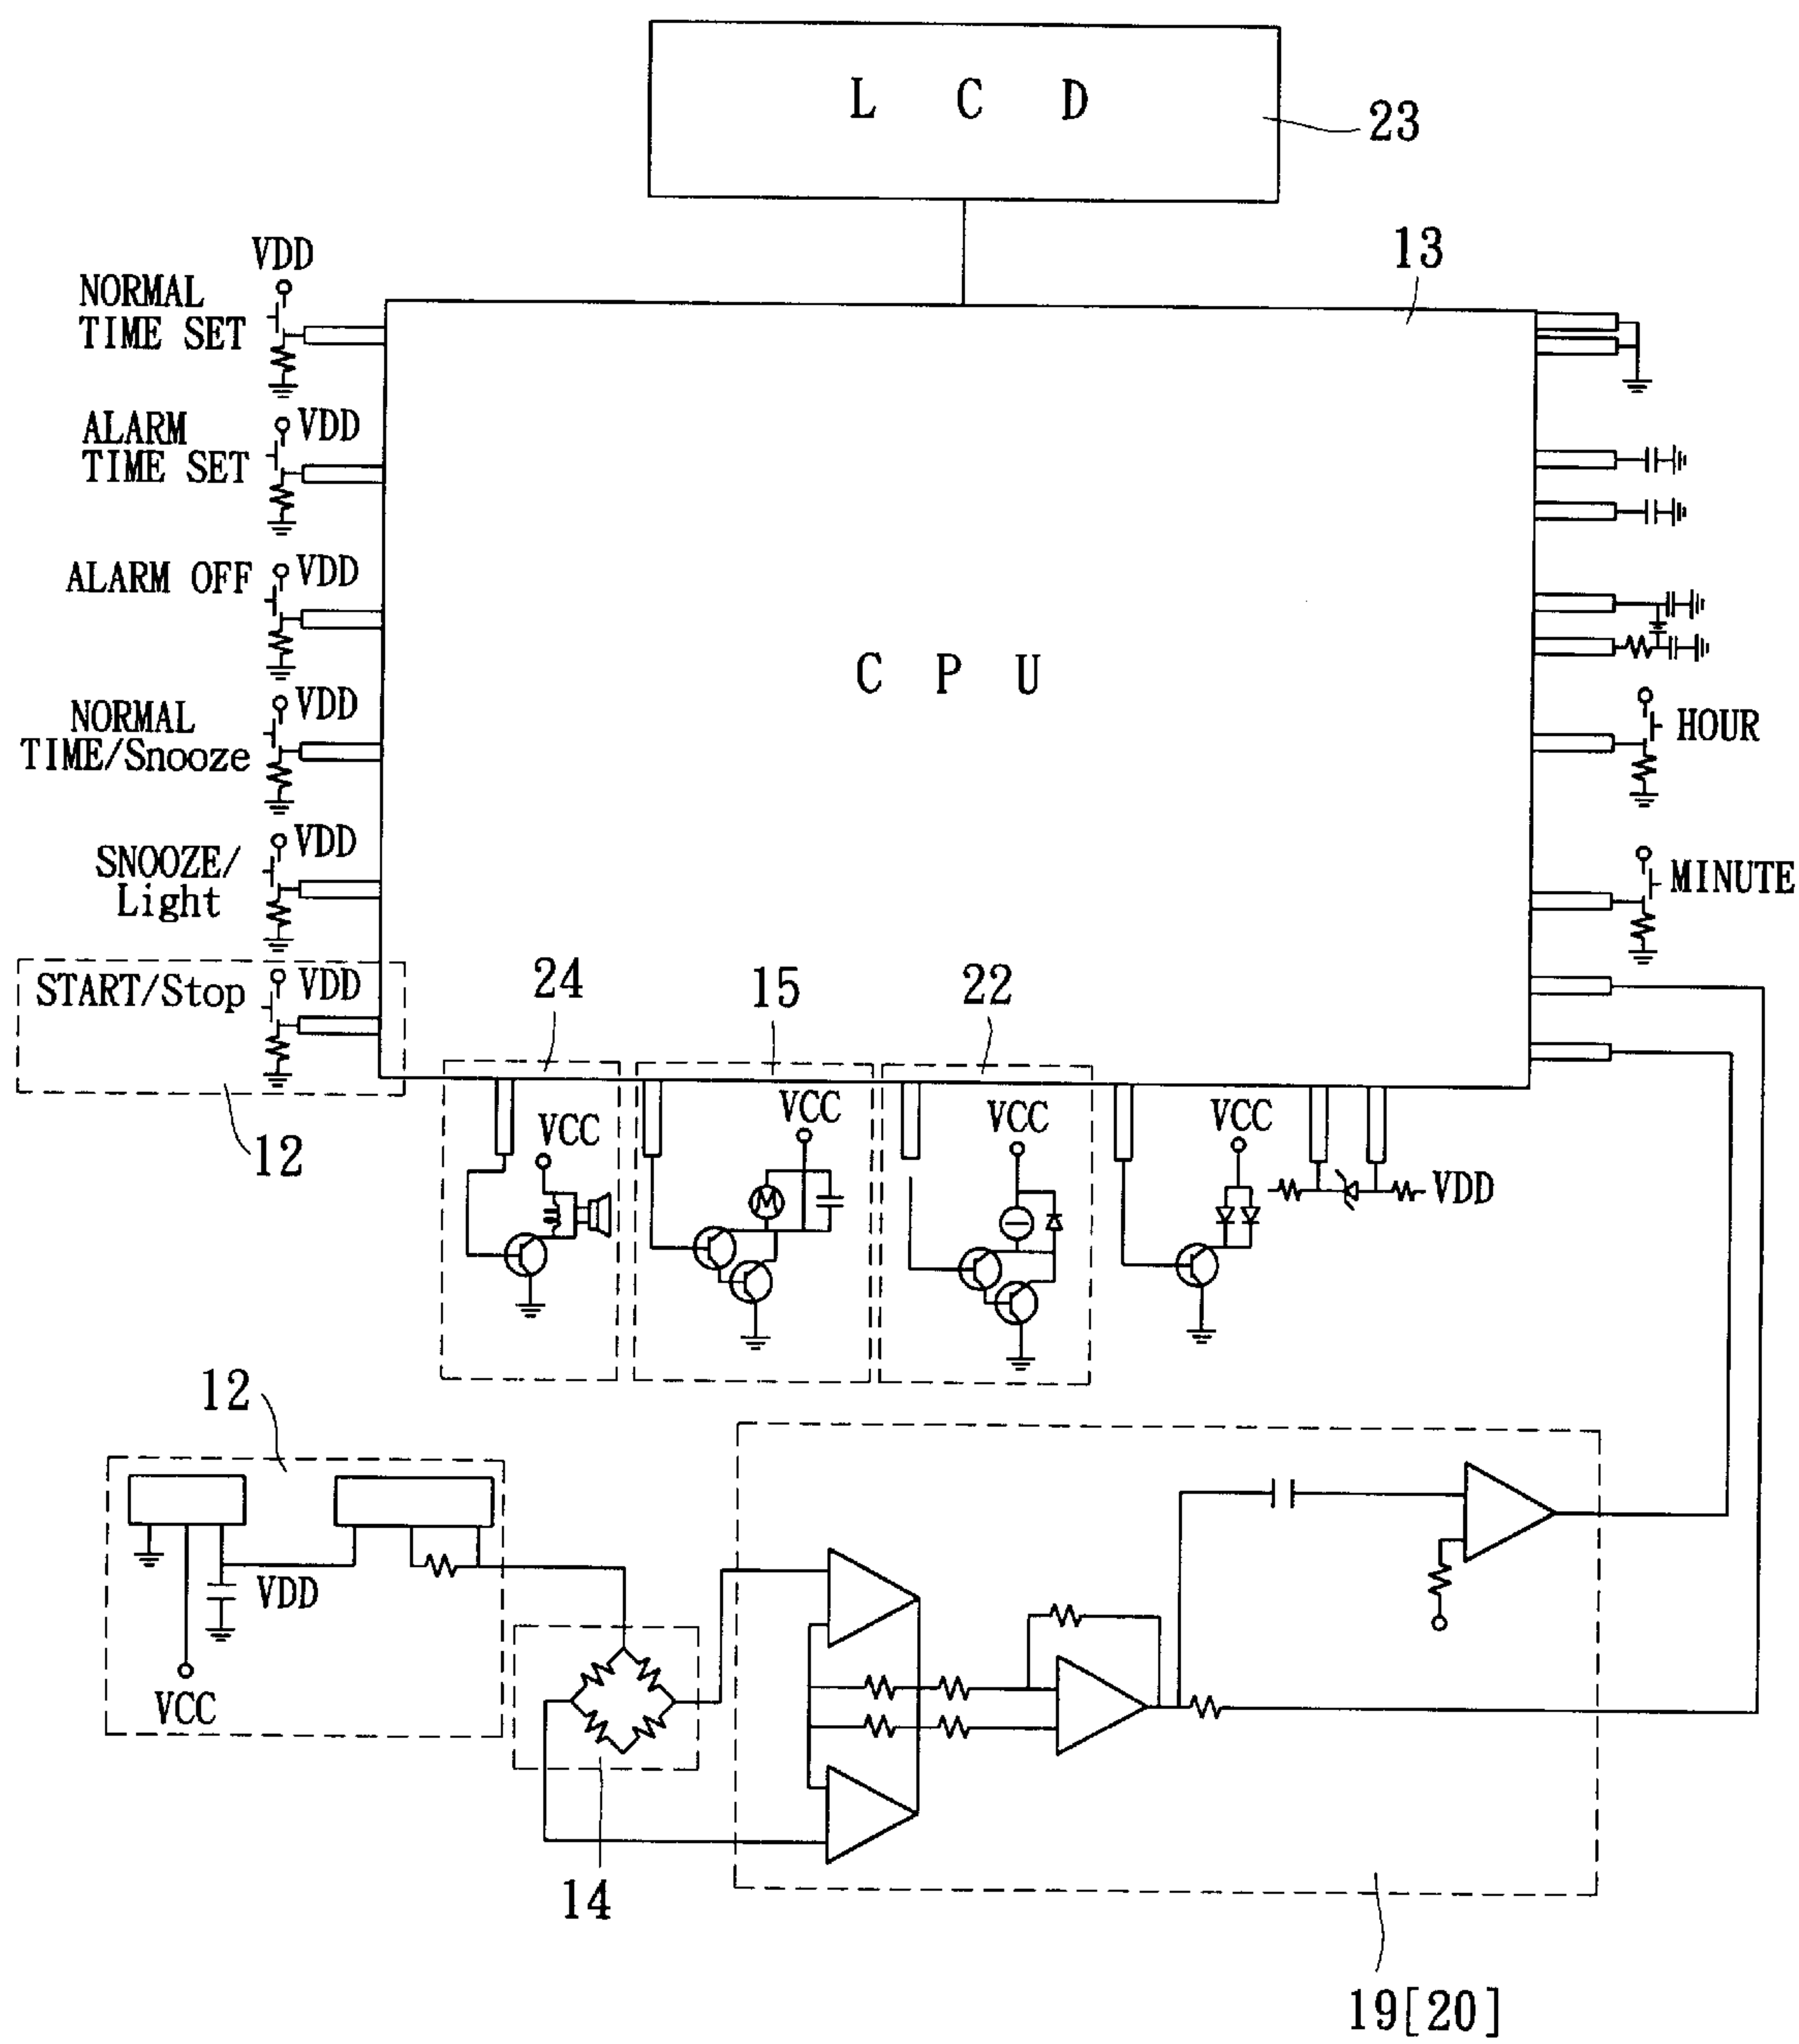 L C D
23
13
VDD
NORMAL
TIME SET
ALARM
TIME SET
VDD
ALARM OFF
VDD
C P U
NORMAL
TIME/Snooze
VDD
HOUR
SNOOZE/
Light
VDD
MINUTE
START/Stop
VDD
24
15
22
12
VCC
VCC
VCC
VCC
VDD
12
VDD
VCC
14
19[20]